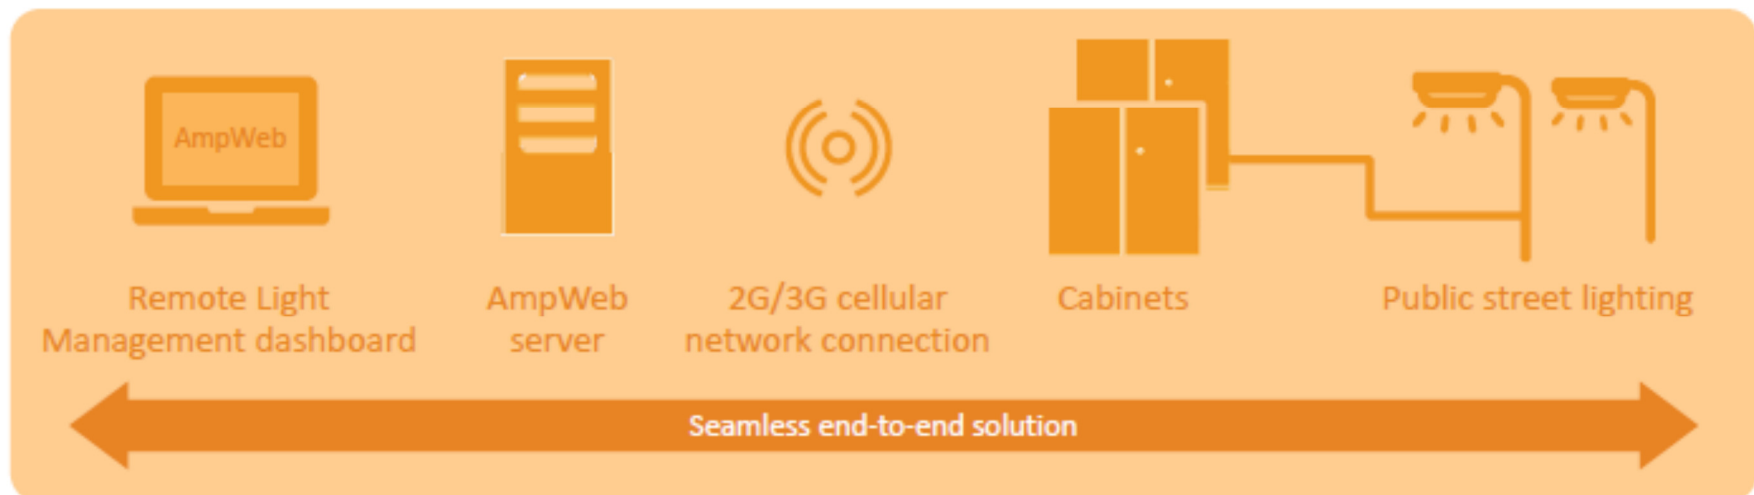 AmpWeb
Remote Light
Management dashboard
AmpWeb
server
2G/3G cellular
network connection
Cabinets
Public street lighting
Seamless end-to-end solution